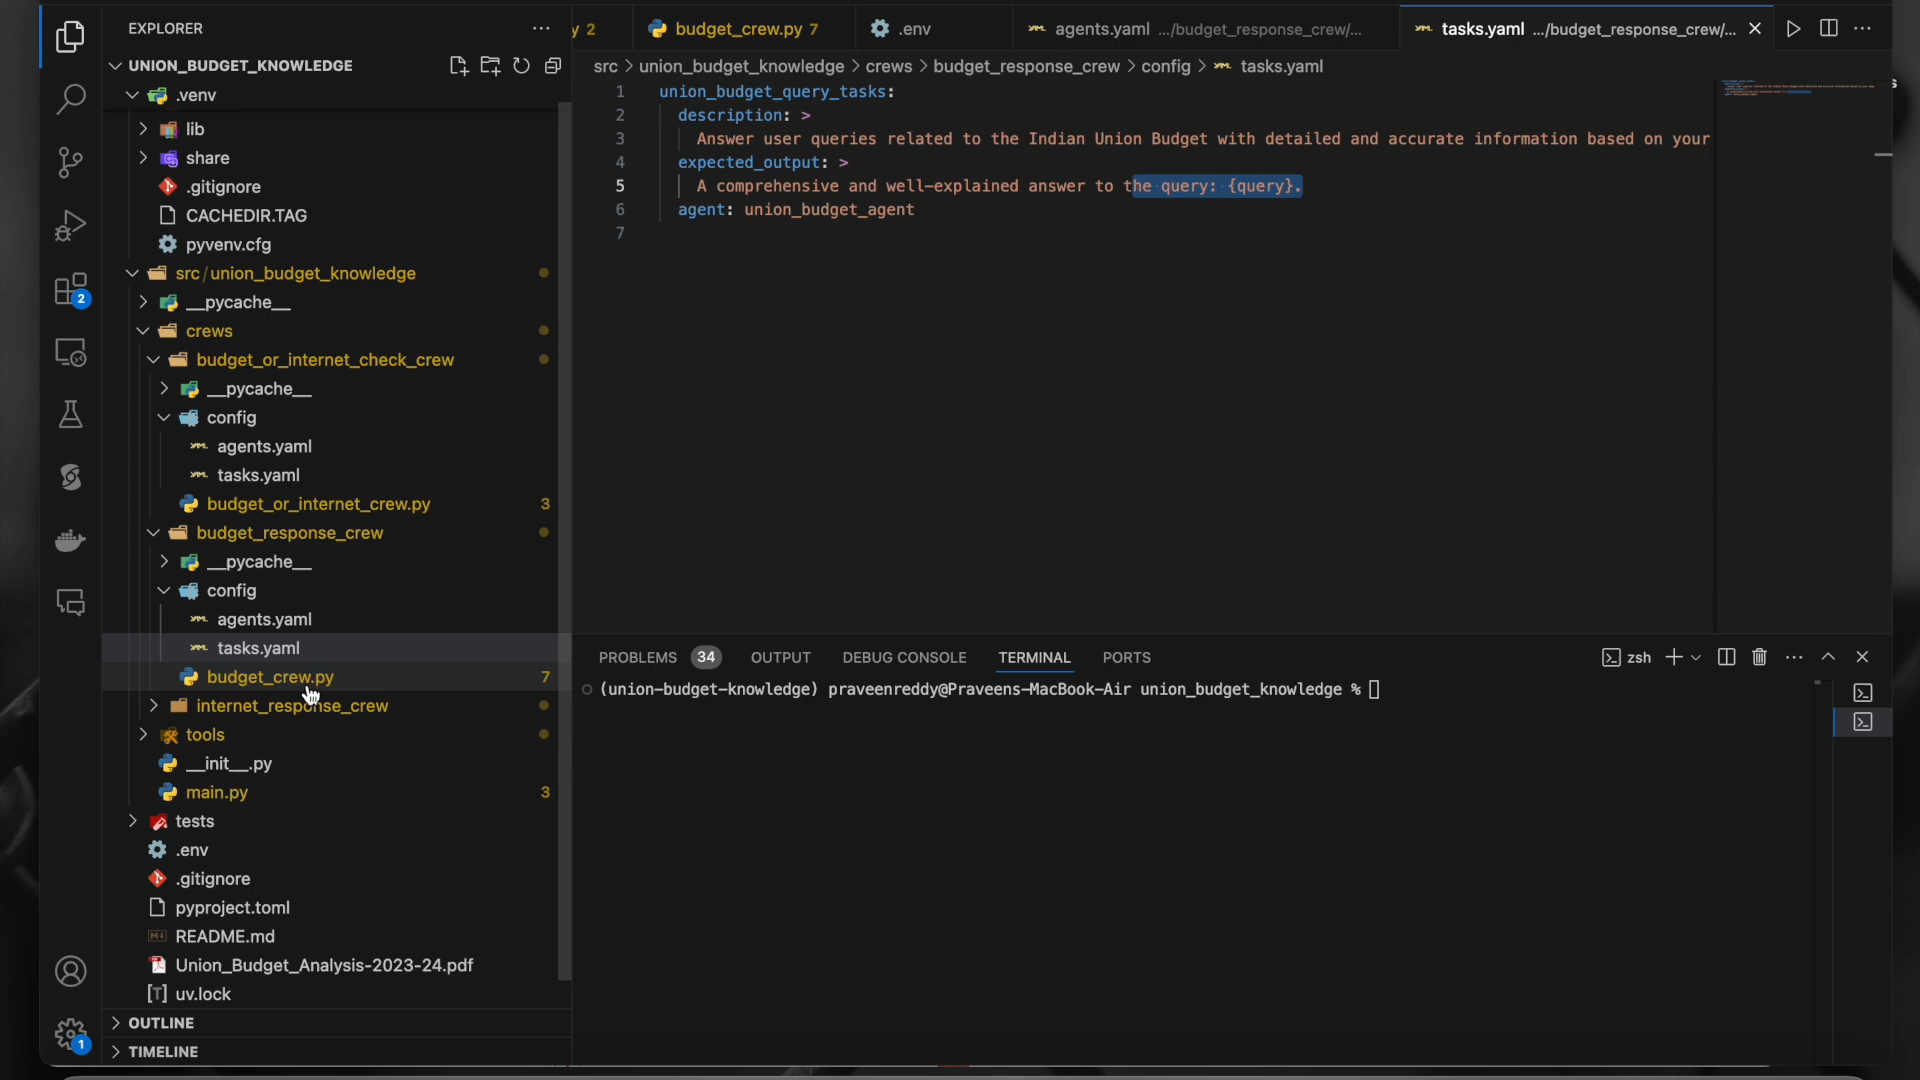 EXPLORER
UNION_BUDGET_KNOWLEDGE
.venv
lib
share
.gitignore
CACHEDIR.TAG
pyvenv.cfg
src/union_budget_knowledge
__pycache__
crews
budget_or_internet_check_crew
__pycache__
config
agents.yaml
tasks.yaml
budget_or_internet_crew.py 3
budget_response_crew
__pycache__
config
agents.yaml
tasks.yaml
budget_crew.py 7
internet_response_crew
tools
__init__.py
main.py 3
tests
.env
.gitignore
pyproject.toml
README.md
Union_Budget_Analysis-2023-24.pdf
uv.lock
OUTLINE
TIMELINE
2
1
y 2 budget_crew.py 7 .env agents.yaml .../budget_response_crew/... tasks.yaml .../budget_response_crew/...
src > union_budget_knowledge > crews > budget_response_crew > config > tasks.yaml
1 union_budget_query_tasks:
2 description: >
3 Answer user queries related to the Indian Union Budget with detailed and accurate information based on your
4 expected_output: >
5 A comprehensive and well-explained answer to the query: {query}.
6 agent: union_budget_agent
7
PROBLEMS 34 OUTPUT DEBUG CONSOLE TERMINAL PORTS zsh
(union-budget-knowledge) praveenreddy@Praveens-MacBook-Air union_budget_knowledge %